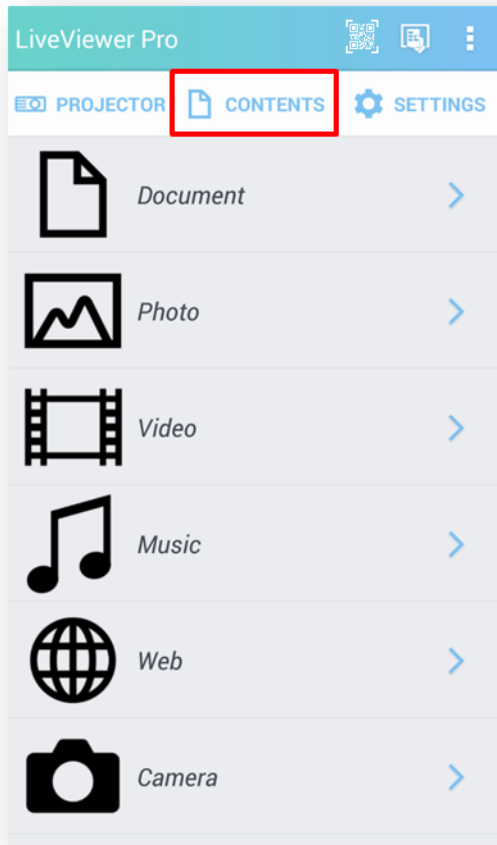 LiveViewer Pro
PROJECTOR CONTENTS SETTINGS
Document
Photo
Video
Music
Web
Camera